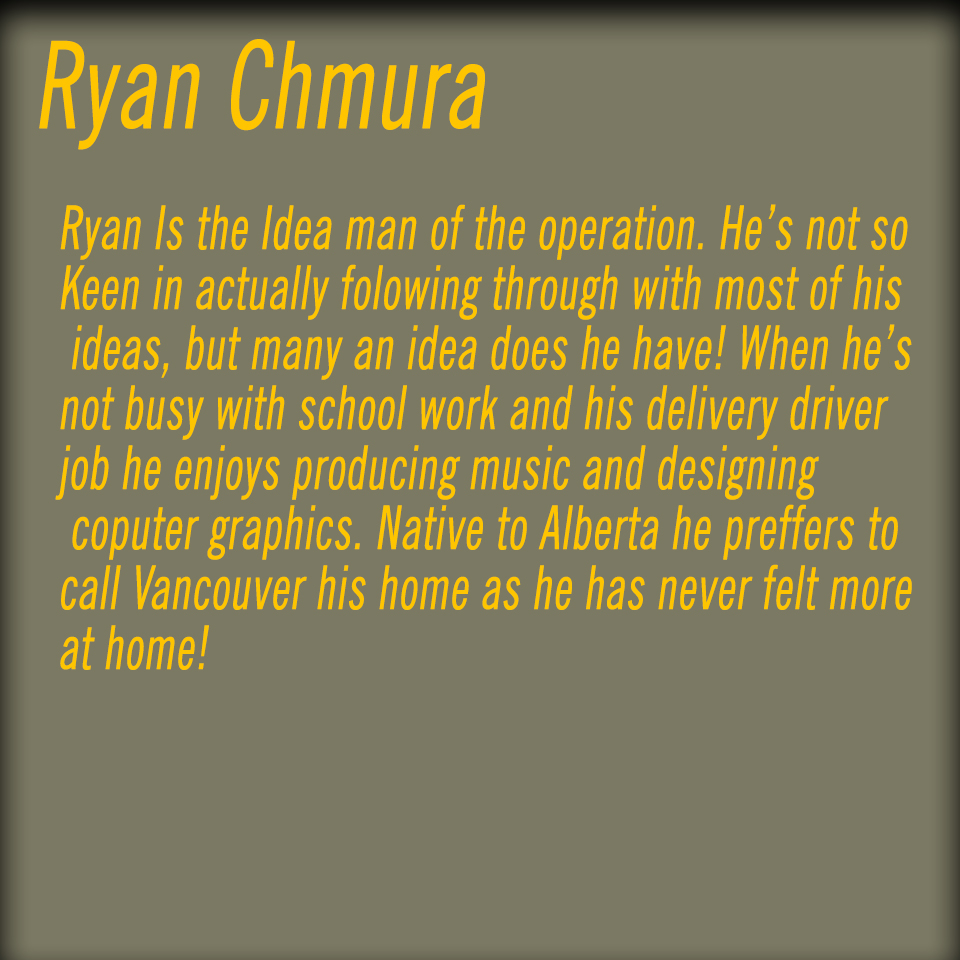 Ryan Chmura
Ryan Is the Idea man of the operation. He's not so
Keen in actually folowing through with most of his
ideas, but many an idea does he have! When he's
not busy with school work and his delivery driver
job he enjoys producing music and designing
coputer graphics. Native to Alberta he preffers to
call Vancouver his home as he has never felt more
at home!